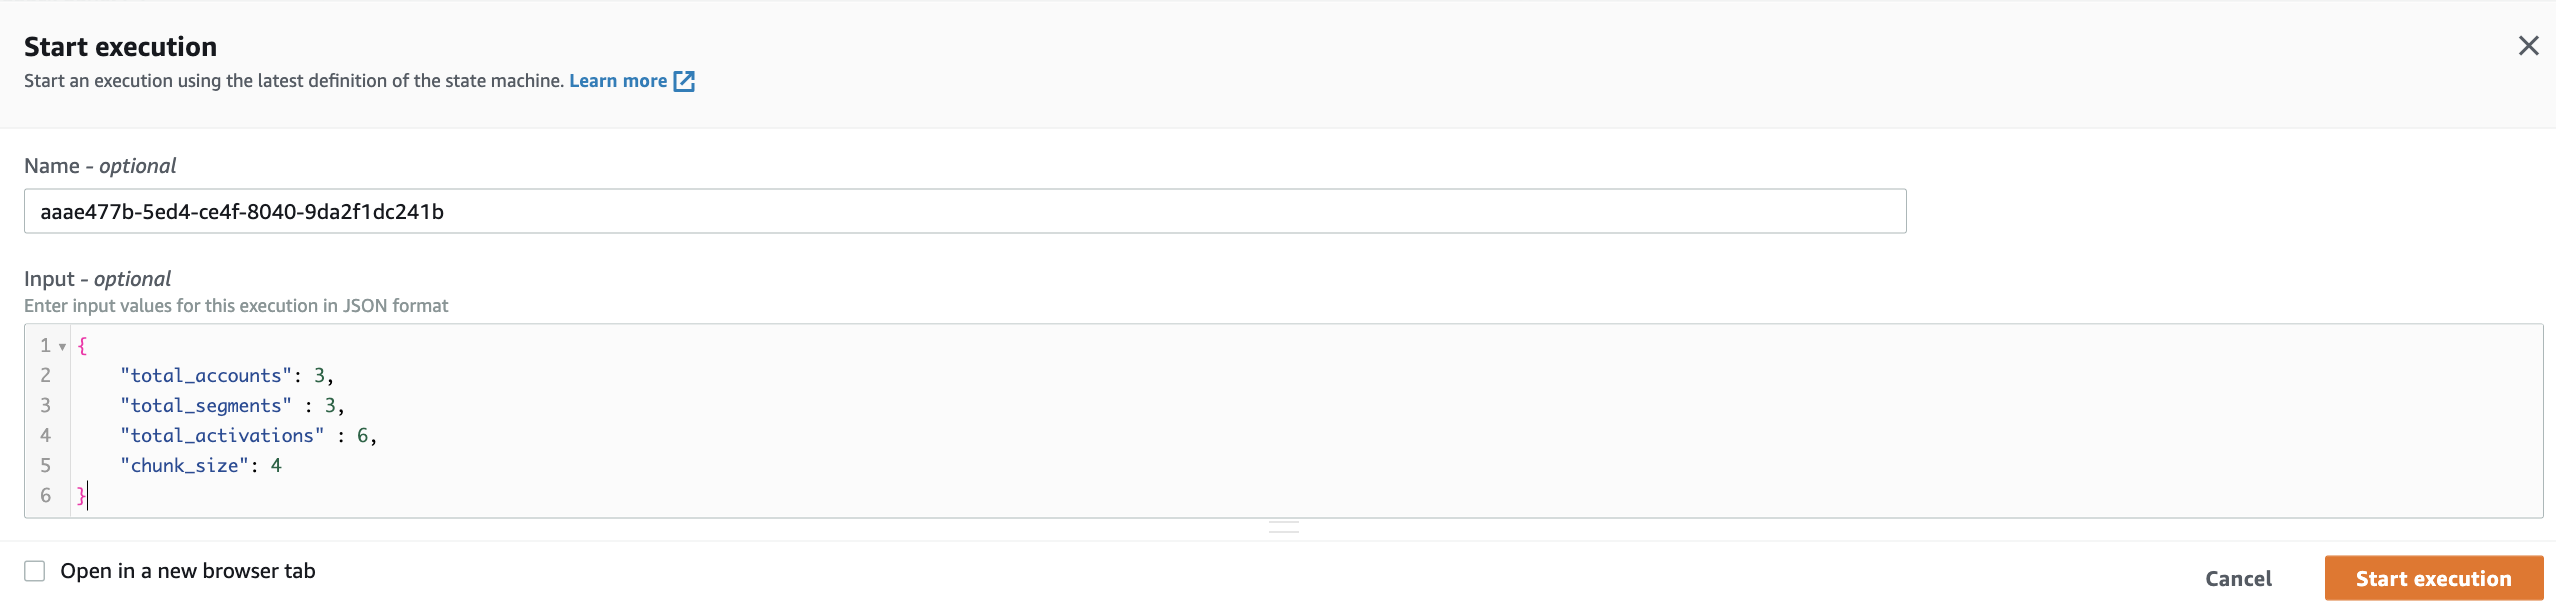 Start execution
Start an execution using the latest definition of the state machine. Learn more
Name - optional
aaae477b-5ed4-ce4f-8040-9da2f1dc241b
Input - optional
Enter input values for this execution in JSON format
1 {
2 "total_accounts": 3,
3 "total_segments" : 3,
4 "total_activations" : 6,
5 "chunk_size": 4
6 }
Open in a new browser tab
Cancel
Start execution